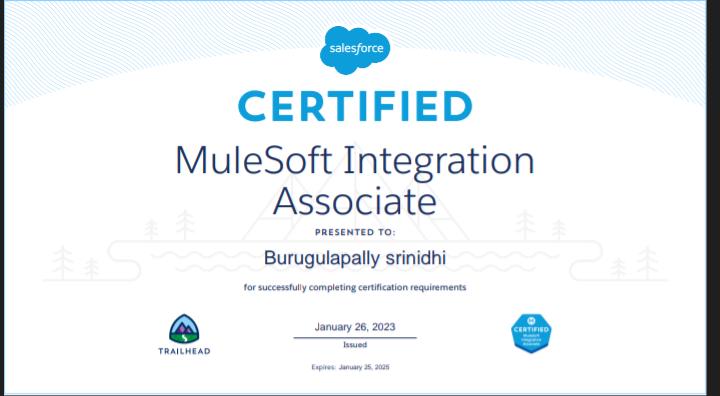 salesforce
CERTIFIED
MuleSoft Integration
Associate
PRESENTED TO:
Burugulapally srinidhi
for successfully completing certification requirements
January 26, 2023
Issued
Expires: January 25, 2025
TRAILHEAD
CERTIFIED
MuleSoft
Integration
Associate